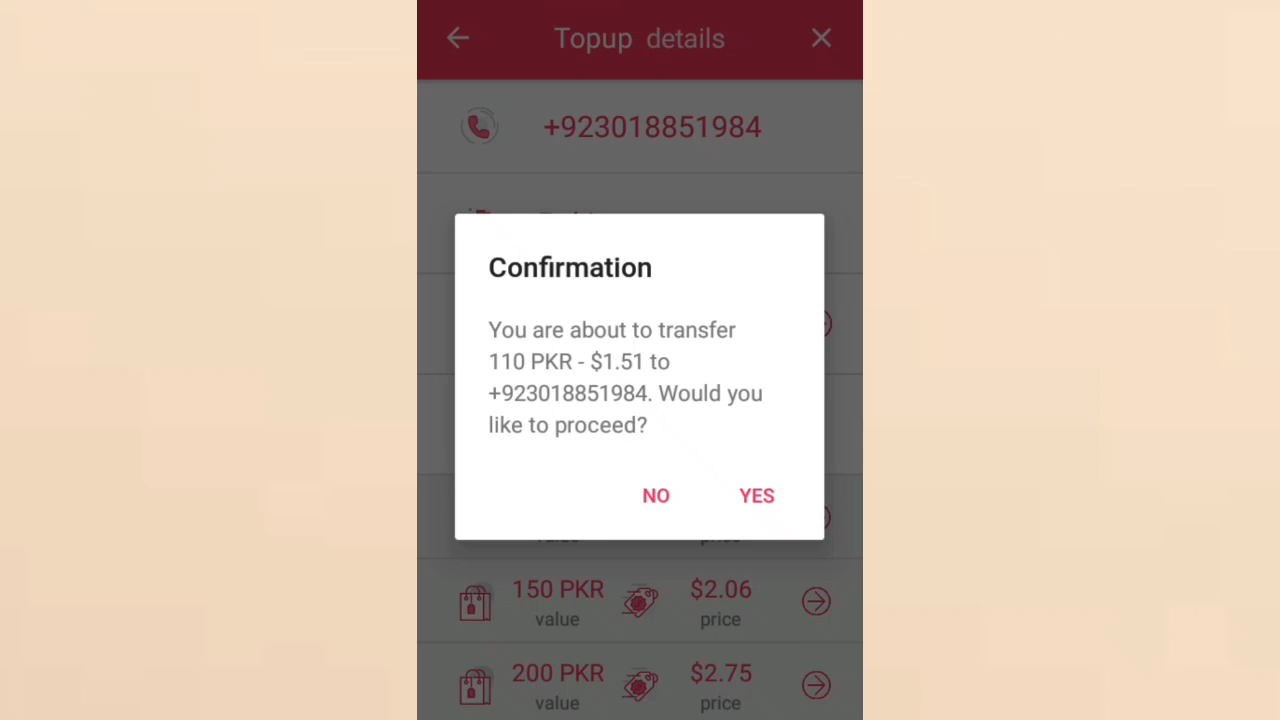 Topup details
+923018851984
Confirmation
You are about to transfer
110 PKR - $1.51 to
+923018851984. Would you
like to proceed?
NO YES
150 PKR $2.06
value price
200 PKR $2.75
value price